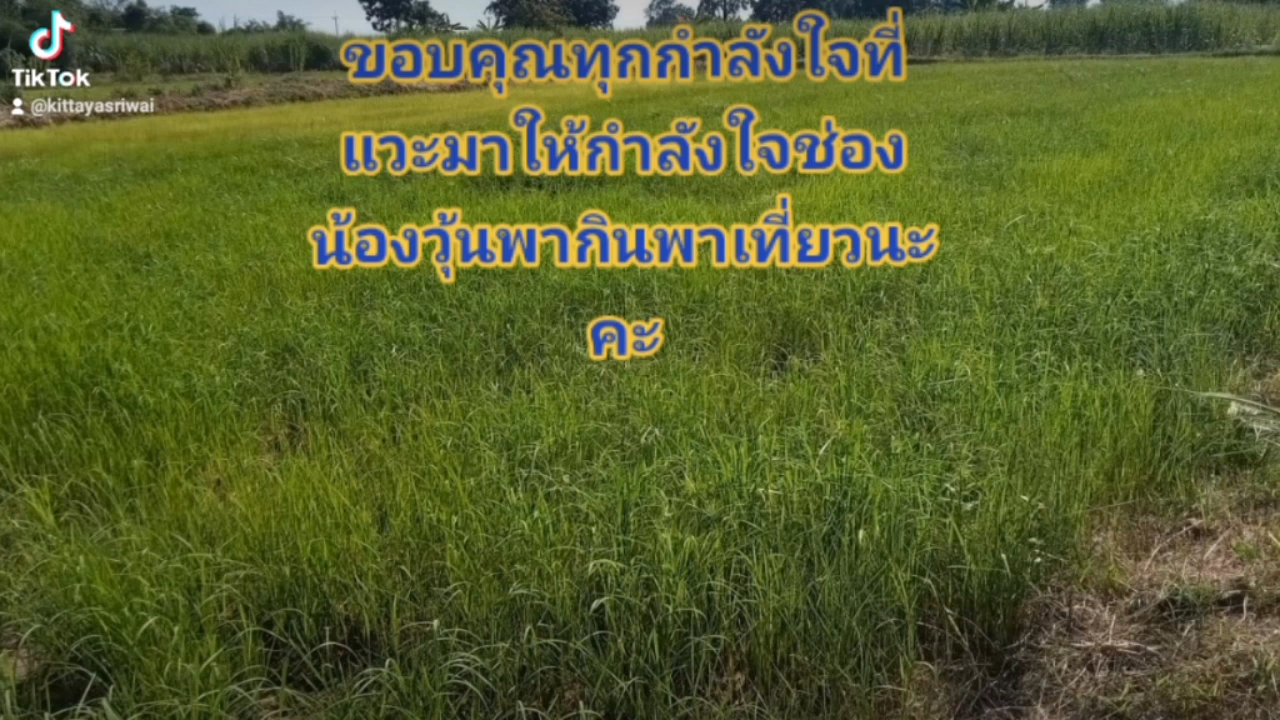 TikTok
@kittayasriwai
ขอบคุณทุกกำลังใจที่
แวะมาให้กำลังใจช่อง
น้องวุ้นพากินพาเที่ยวนะ
คะ